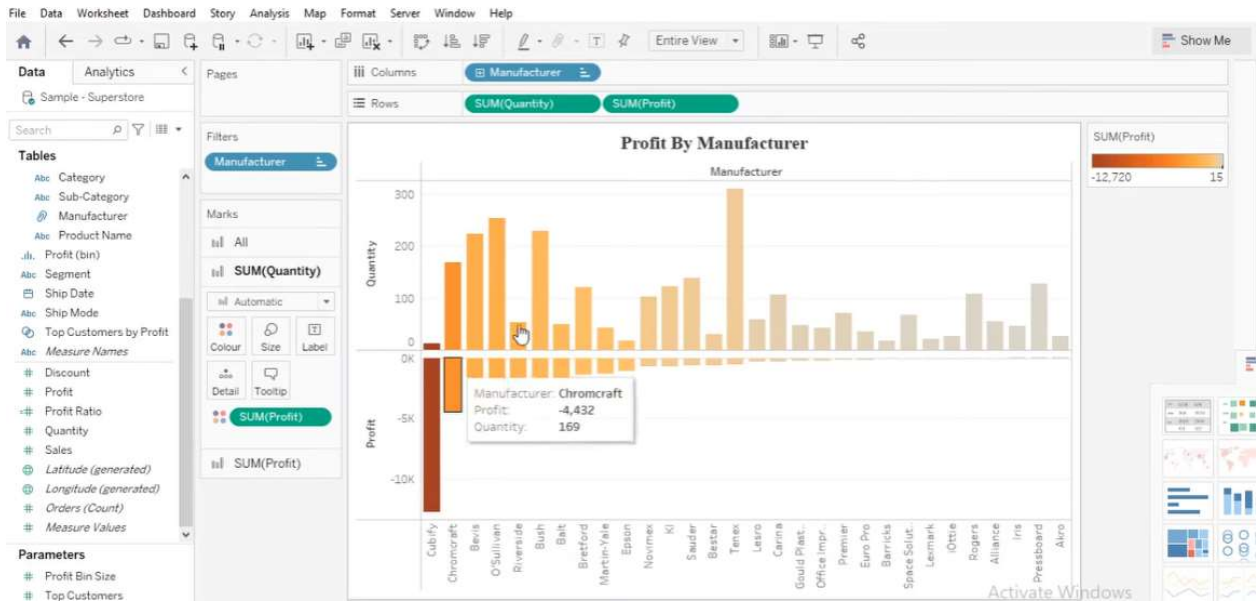 File Data Worksheet Dashboard Story Analysis Map Format Server Window Help
Entire View
Show Me
Data Analytics
Sample - Superstore
Search
Tables
Abc Category
Abc Sub-Category
Manufacturer
Abc Product Name
Profit (bin)
Abc Segment
Ship Date
Abc Ship Mode
Top Customers by Profit
Abc Measure Names
# Discount
# Profit
Profit Ratio
# Quantity
# Sales
Latitude (generated)
Longitude (generated)
# Orders (Count)
# Measure Values
Parameters
# Profit Bin Size
# Top Customers
Pages
Filters
Manufacturer
Marks
All
SUM(Quantity)
Automatic
Colour Size Label
Detail Tooltip
SUM(Profit)
SUM(Profit)
Columns
Manufacturer
Rows
SUM(Quantity) SUM(Profit)
Profit By Manufacturer
Manufacturer
Quantity
300
200
100
0
Profit
0K
-5K
-10K
Manufacturer: Chromcraft
Profit: -4,432
Quantity: 169
Cubify
Chromcraft
Bevis
O'Sullivan
Riverside
Bush
Balt
Bretford
Martin-Yale
Epson
Novimex
KI
Sauder
Bestar
Tenex
Lesro
Carina
Gould Plast..
Office Impr..
Premier
Euro Pro
Barricks
Space Solut..
Lexmark
iOttie
Rogers
Alliance
Iris
Pressboard
Akro
SUM(Profit)
-12,720 15
Activate Windows